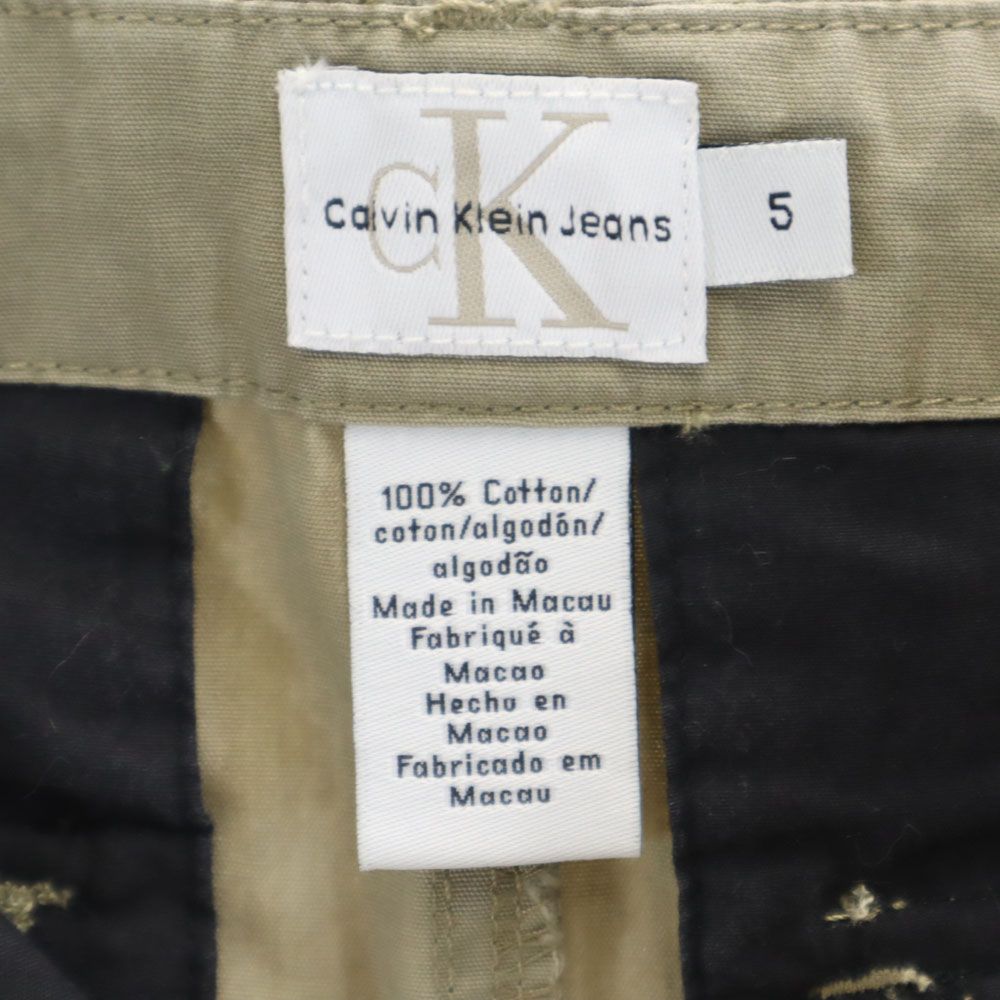 cK
Calvin Klein Jeans
5
100% Cotton/
coton/algodón/
algodão
Made in Macau
Fabriqué à
Macao
Hecho en
Macao
Fabricado em
Macau